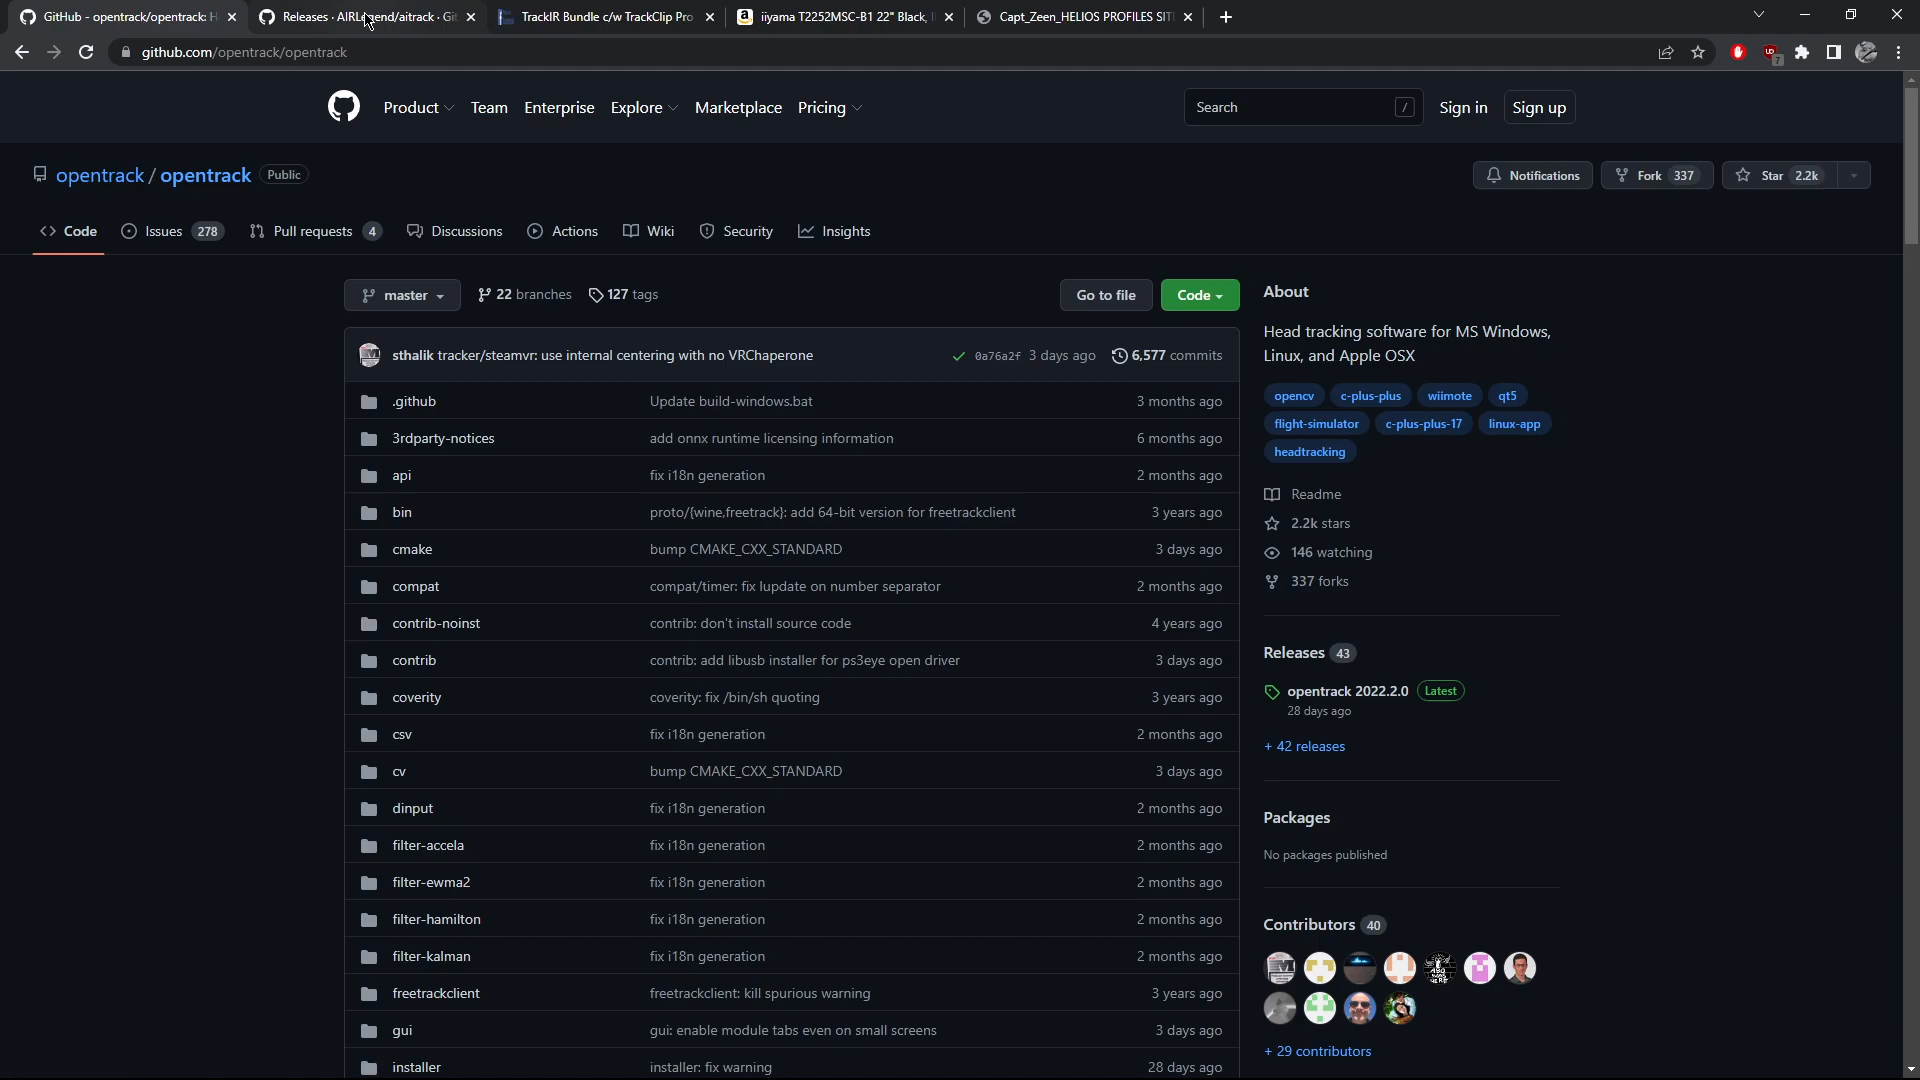 GitHub - opentrack/opentrack: H
Releases · AIRLegend/aitrack · Git
TrackIR Bundle c/w TrackClip Pro
iiyama T2252MSC-B1 22" Black,
Capt_Zeen_HELIOS PROFILES SIT
github.com/opentrack/opentrack
7
Product
Team
Enterprise
Explore
Marketplace
Pricing
Search
/
Sign in
Sign up
opentrack / opentrack
Public
Notifications
Fork 337
Star 2.2k
Code
Issues 278
Pull requests 4
Discussions
Actions
Wiki
Security
Insights
master
22 branches
127 tags
Go to file
Code
sthalik tracker/steamvr: use internal centering with no VRChaperone
0a76a2f 3 days ago
6,577 commits
.github Update build-windows.bat 3 months ago
3rdparty-notices add onnx runtime licensing information 6 months ago
api fix i18n generation 2 months ago
bin proto/{wine,freetrack}: add 64-bit version for freetrackclient 3 years ago
cmake bump CMAKE_CXX_STANDARD 3 days ago
compat compat/timer: fix lupdate on number separator 2 months ago
contrib-noinst contrib: don't install source code 4 years ago
contrib contrib: add libusb installer for ps3eye open driver 3 days ago
coverity coverity: fix /bin/sh quoting 3 years ago
csv fix i18n generation 2 months ago
cv bump CMAKE_CXX_STANDARD 3 days ago
dinput fix i18n generation 2 months ago
filter-accela fix i18n generation 2 months ago
filter-ewma2 fix i18n generation 2 months ago
filter-hamilton fix i18n generation 2 months ago
filter-kalman fix i18n generation 2 months ago
freetrackclient freetrackclient: kill spurious warning 3 years ago
gui gui: enable module tabs even on small screens 3 days ago
installer installer: fix warning 28 days ago
About
Head tracking software for MS Windows,
Linux, and Apple OSX
opencv c-plus-plus wiimote qt5
flight-simulator c-plus-plus-17 linux-app
headtracking
Readme
2.2k stars
146 watching
337 forks
Releases 43
opentrack 2022.2.0 Latest
28 days ago
+ 42 releases
Packages
No packages published
Contributors 40
+ 29 contributors